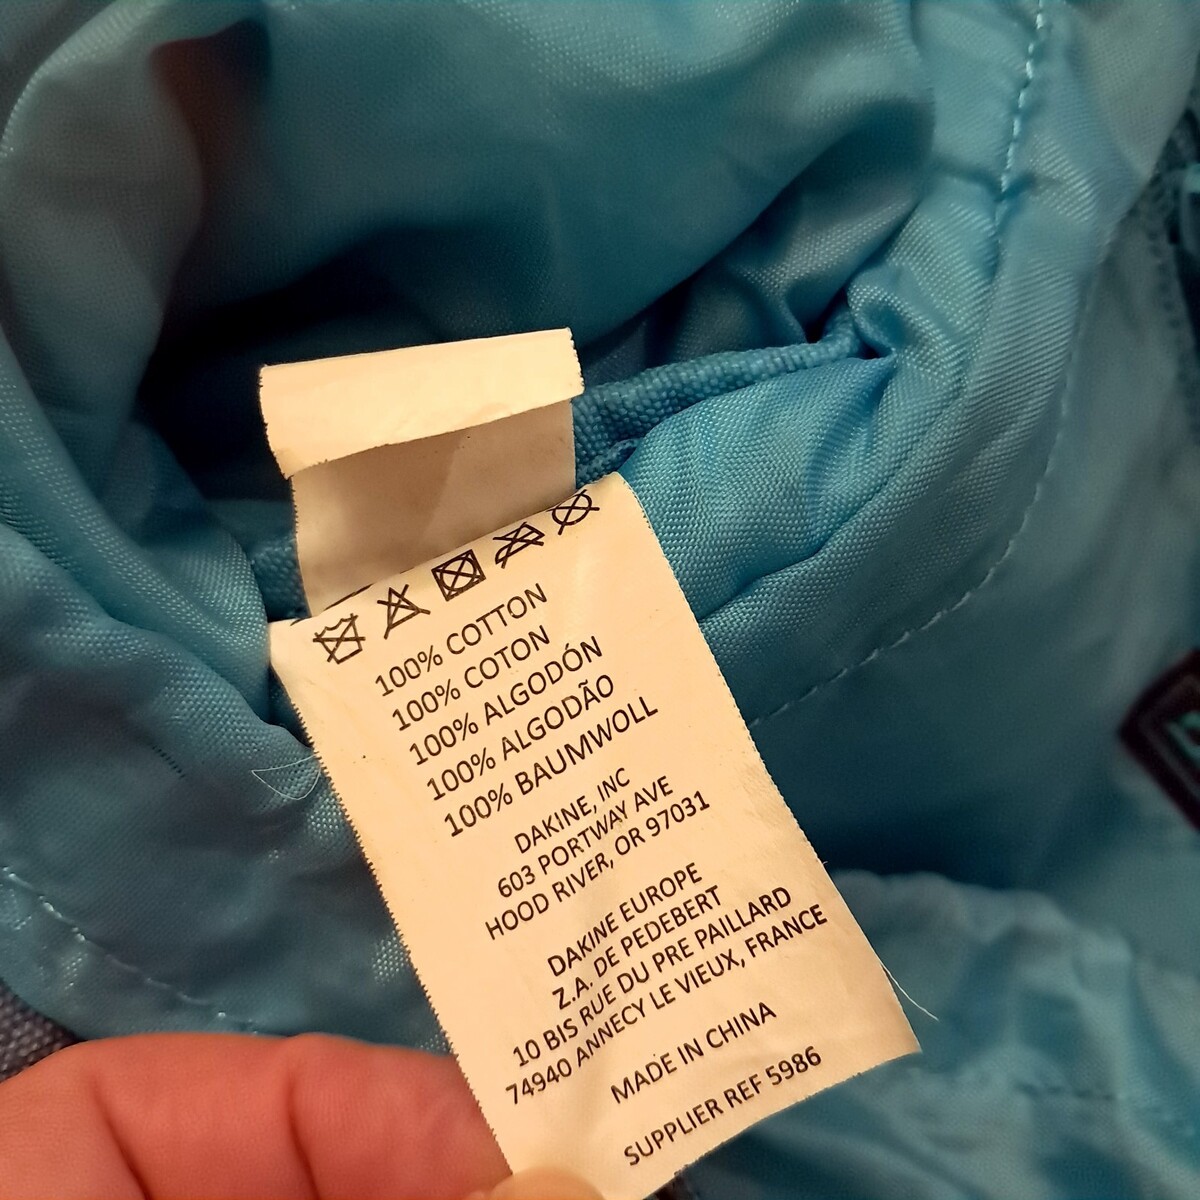 100% COTTON
100% COTON
100% ALGODÓN
100% ALGODÃO
100% BAUMWOLL
DAKINE, INC
603 PORTWAY AVE
HOOD RIVER, OR 97031
DAKINE EUROPE
Z.A. DE PEDEBERT
10 BIS RUE DU PRE PAILLARD
74940 ANNECY LE VIEUX, FRANCE
MADE IN CHINA
SUPPLIER REF 5986